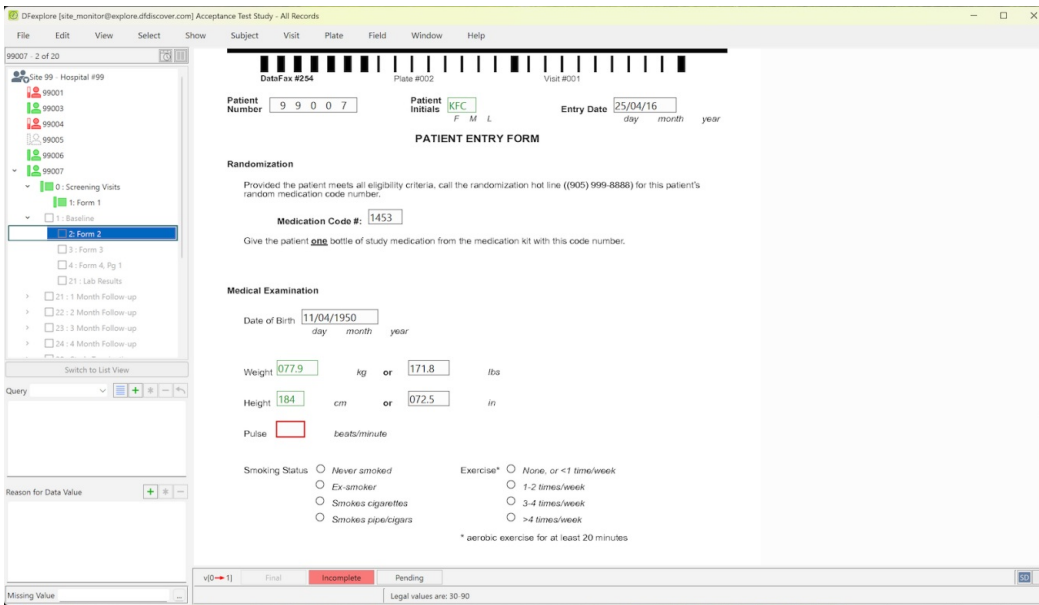 DFexplore [site_monitor@explore.dfdiscover.com] Acceptance Test Study - All Records
File Edit View Select Show Subject Visit Plate Field Window Help
99007 - 2 of 20
Site 99 - Hospital #99
99001
99003
99004
99005
99006
99007
0 : Screening Visits
1: Form 1
1 : Baseline
2: Form 2
3 : Form 3
4 : Form 4, Pg 1
21 : Lab Results
21 : 1 Month Follow-up
22 : 2 Month Follow-up
23 : 3 Month Follow-up
24 : 4 Month Follow-up
Switch to List View
Query
Reason for Data Value
Missing Value
DataFax #254 Plate #002 Visit #001
Patient Number 9 9 0 0 7 Patient Initials KFC Entry Date 25/04/16
F M L day month year
PATIENT ENTRY FORM
Randomization
Provided the patient meets all eligibility criteria, call the randomization hot line ((905) 999-8888) for this patient's
random medication code number.
Medication Code #: 1453
Give the patient one bottle of study medication from the medication kit with this code number.
Medical Examination
Date of Birth 11/04/1950
day month year
Weight 077.9 kg or 171.8 lbs
Height 184 cm or 072.5 in
Pulse beats/minute
Smoking Status Never smoked Exercise* None, or <1 time/week
Ex-smoker 1-2 times/week
Smokes cigarettes 3-4 times/week
Smokes pipe/cigars >4 times/week
* aerobic exercise for at least 20 minutes
v[0→1] Final Incomplete Pending SD
Legal values are: 30-90